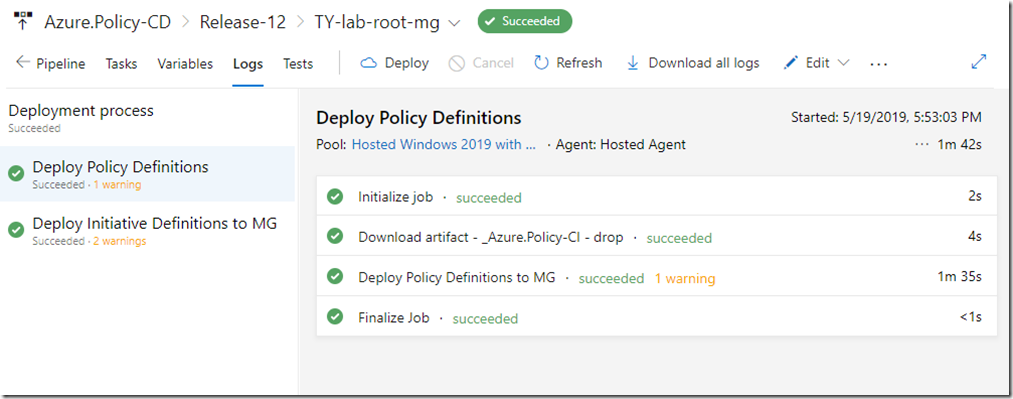 Azure.Policy-CD > Release-12 > TY-lab-root-mg Succeeded
Pipeline Tasks Variables Logs Tests Deploy Cancel Refresh Download all logs Edit ...
Deployment process
Succeeded
Deploy Policy Definitions
Succeeded · 1 warning
Deploy Initiative Definitions to MG
Succeeded · 2 warnings
Deploy Policy Definitions Started: 5/19/2019, 5:53:03 PM
Pool: Hosted Windows 2019 with ... · Agent: Hosted Agent ... 1m 42s
Initialize job · succeeded 2s
Download artifact - _Azure.Policy-CI - drop · succeeded 4s
Deploy Policy Definitions to MG · succeeded 1 warning 1m 35s
Finalize Job · succeeded <1s